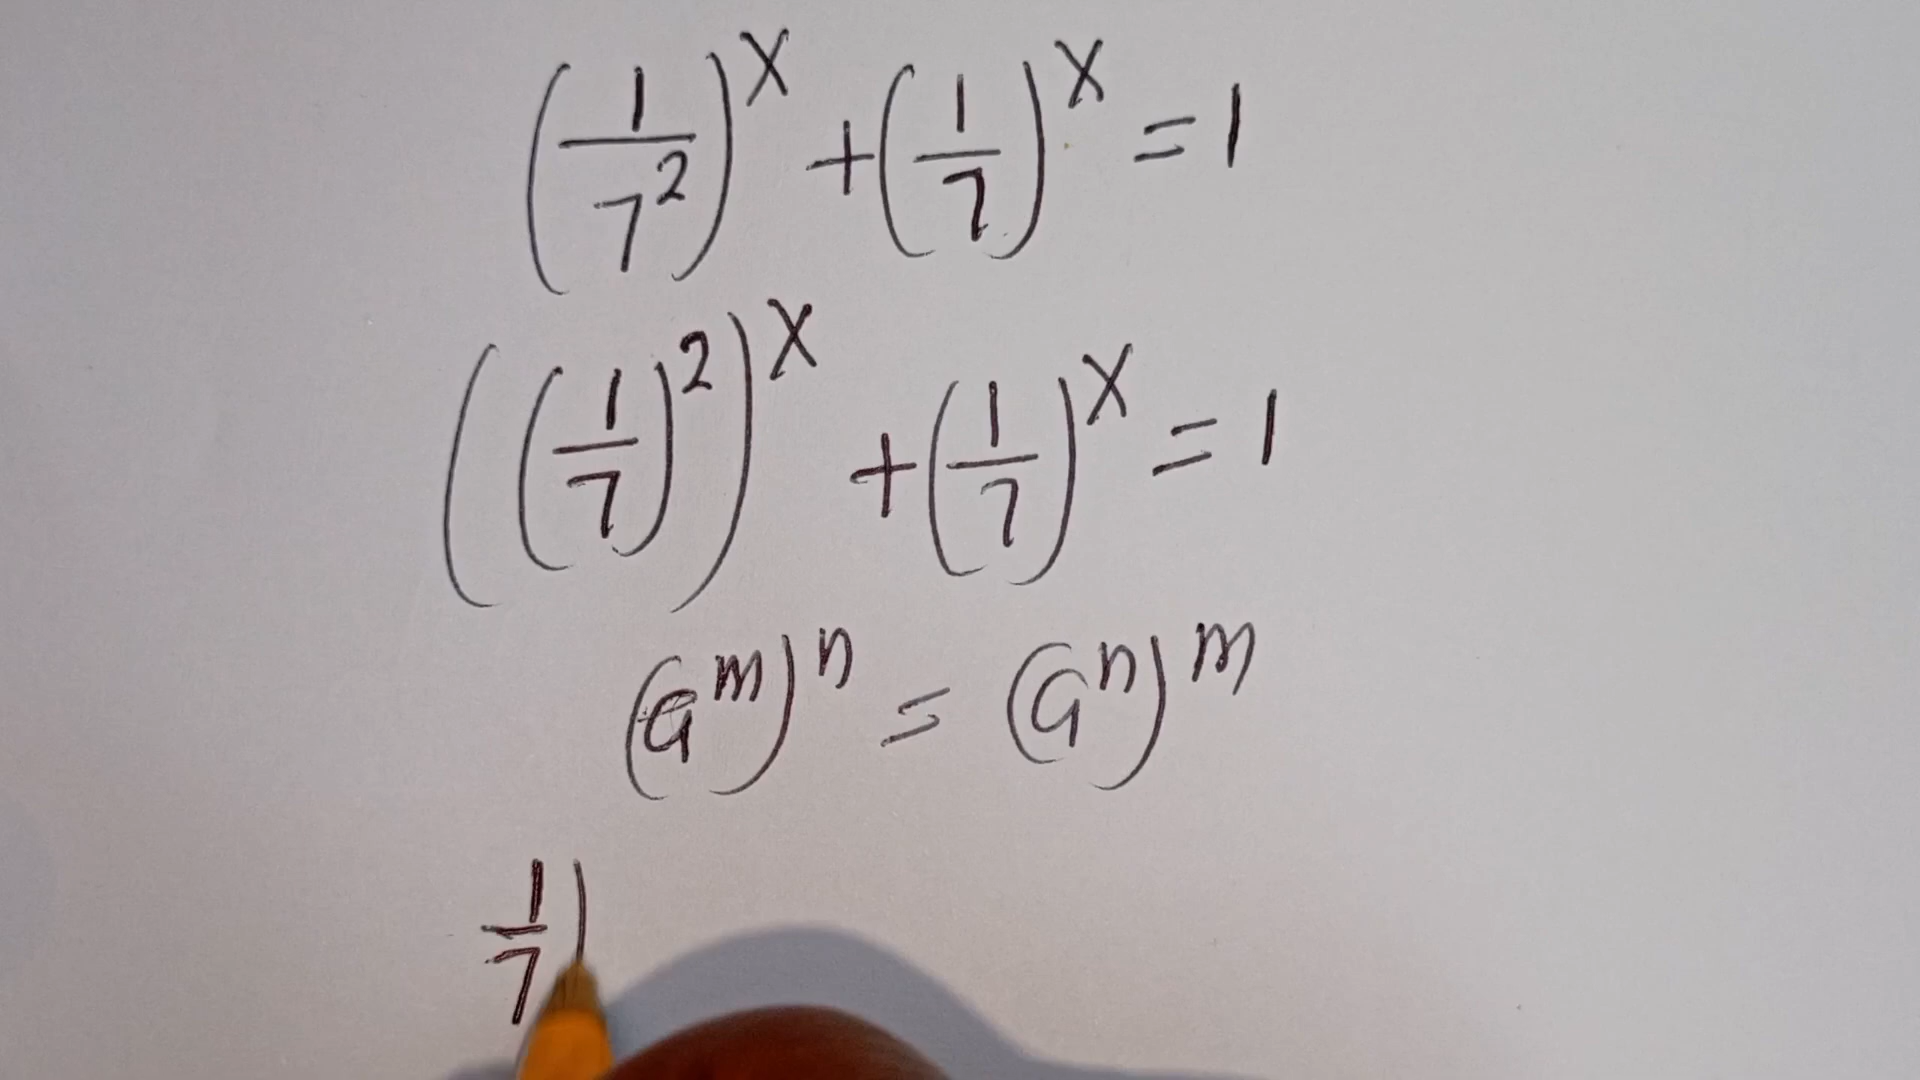 (1/7²)^x + (1/7)^x = 1
((1/7)²)^x + (1/7)^x = 1
(a^m)^n = (a^n)^m
1/7)